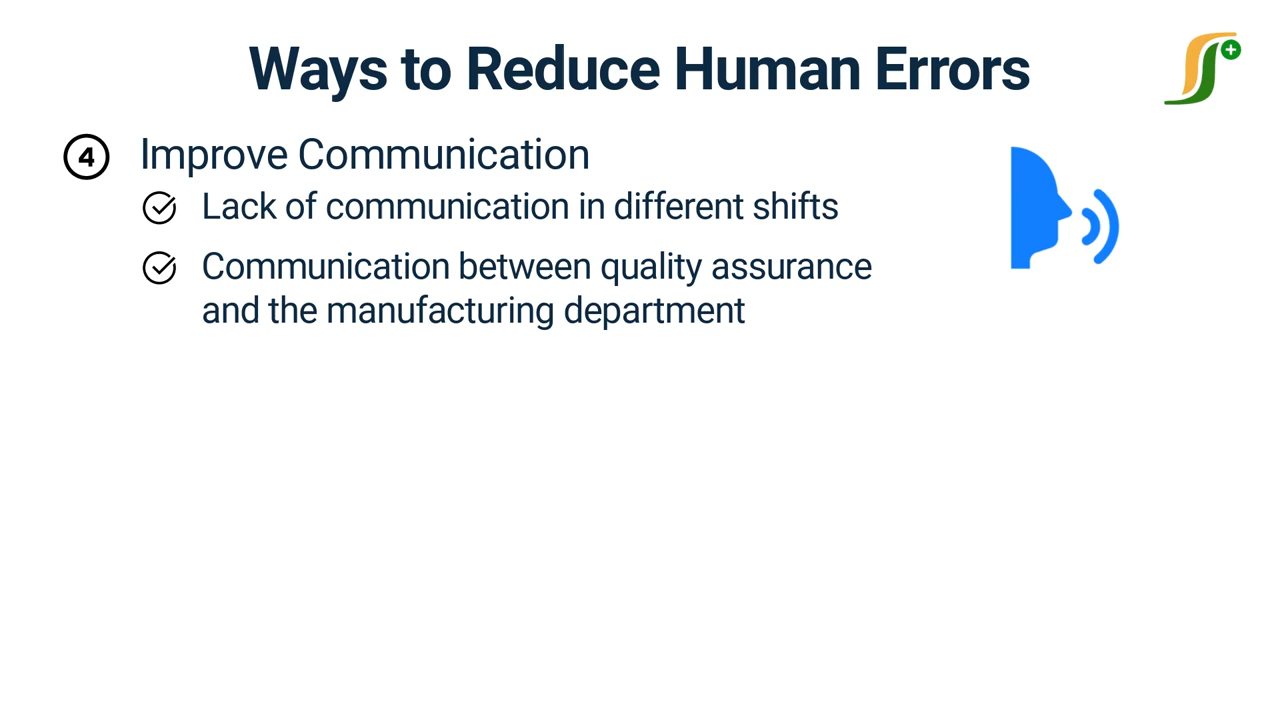 Ways to Reduce Human Errors
4 Improve Communication
Lack of communication in different shifts
Communication between quality assurance
and the manufacturing department